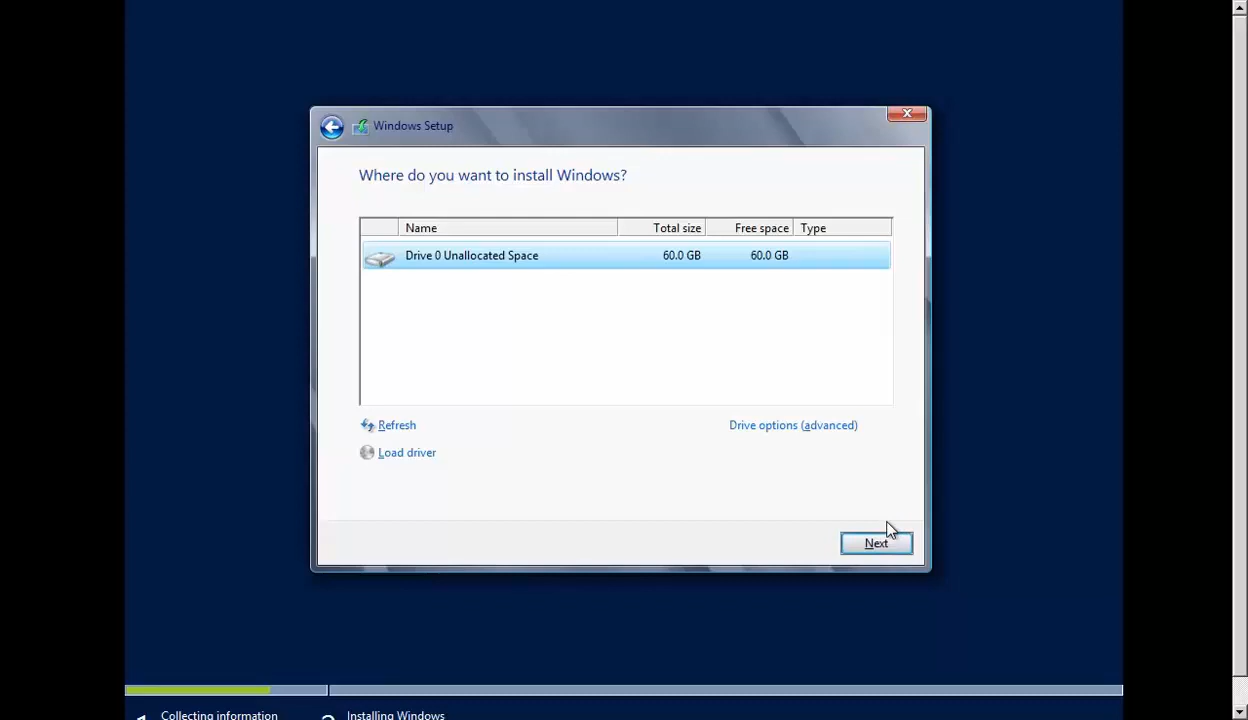 Windows Setup
Where do you want to install Windows?
Name Total size Free space Type
Drive 0 Unallocated Space 60.0 GB 60.0 GB
Refresh Drive options (advanced)
Load driver
Next
Collecting information Installing Windows